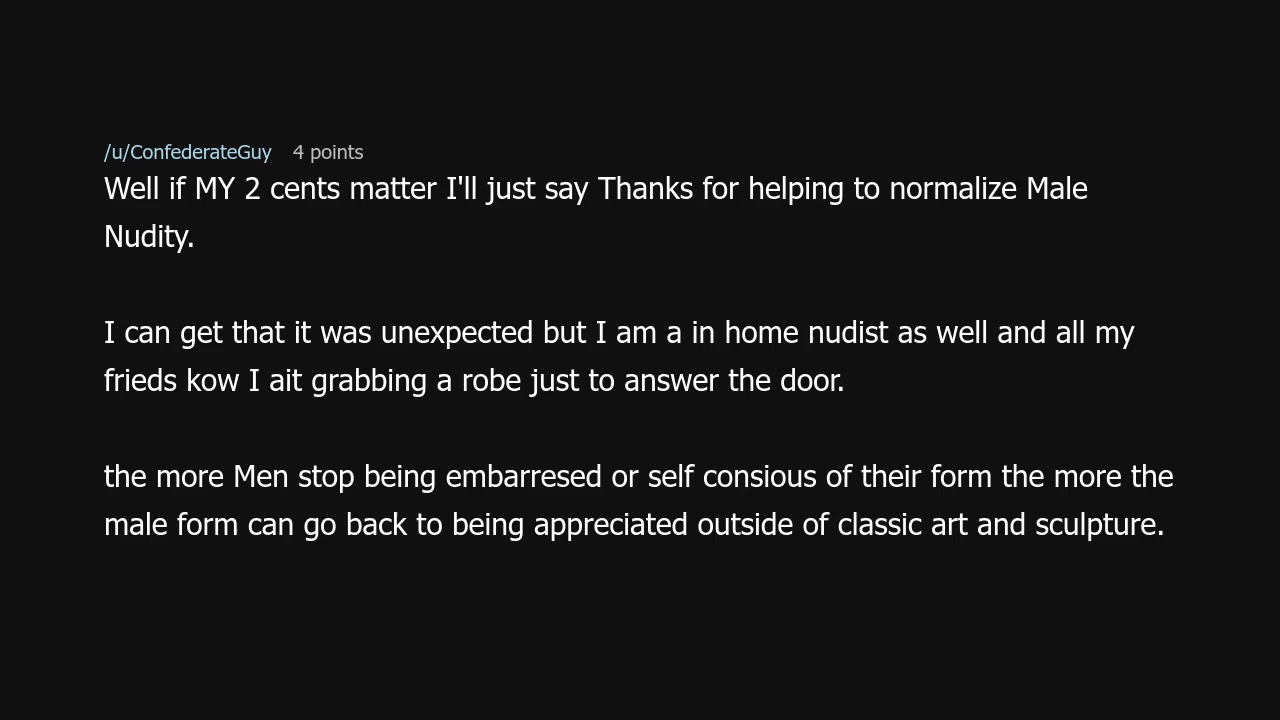 /u/ConfederateGuy 4 points
Well if MY 2 cents matter I'll just say Thanks for helping to normalize Male
Nudity.
I can get that it was unexpected but I am a in home nudist as well and all my
frieds kow I ait grabbing a robe just to answer the door.
the more Men stop being embarresed or self consious of their form the more the
male form can go back to being appreciated outside of classic art and sculpture.